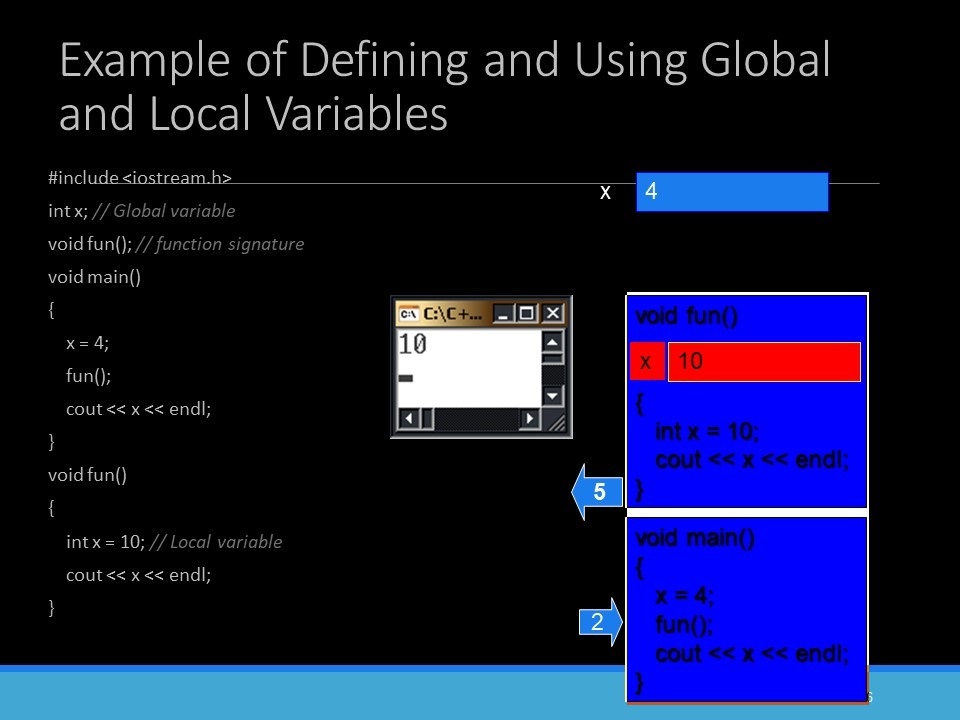 Example of Defining and Using Global
and Local Variables
#include <iostream.h>
int x; // Global variable
void fun(); // function signature
void main()
{
x = 4;
fun();
cout << x << endl;
}
void fun()
{
int x = 10; // Local variable
cout << x << endl;
}
x 4
C:\ C:\C+...
10
void fun()
x 10
{
int x = 10;
cout << x << endl;
}
5
void main()
{
x = 4;
fun();
cout << x << endl;
}
2